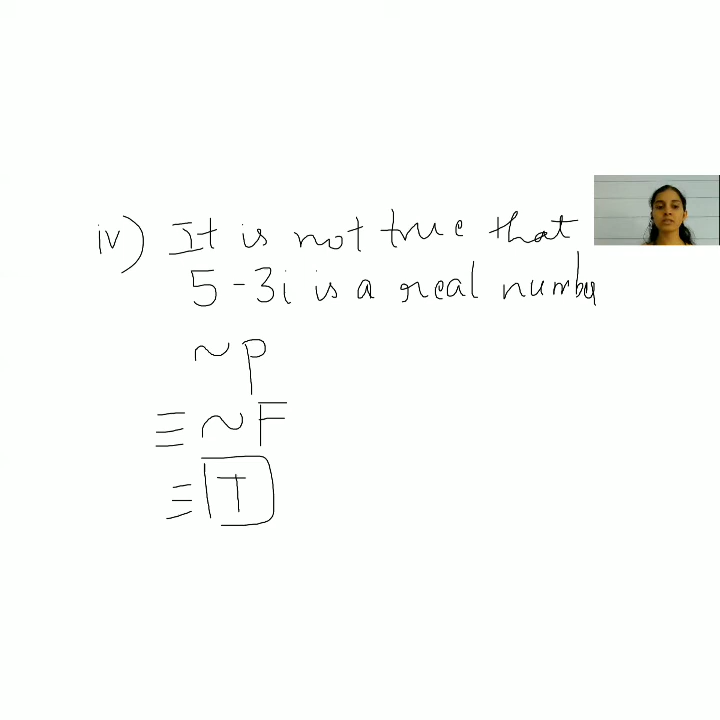 iv) It is not true that
5-3i is a real number
~p
≡ ~F
≡ T